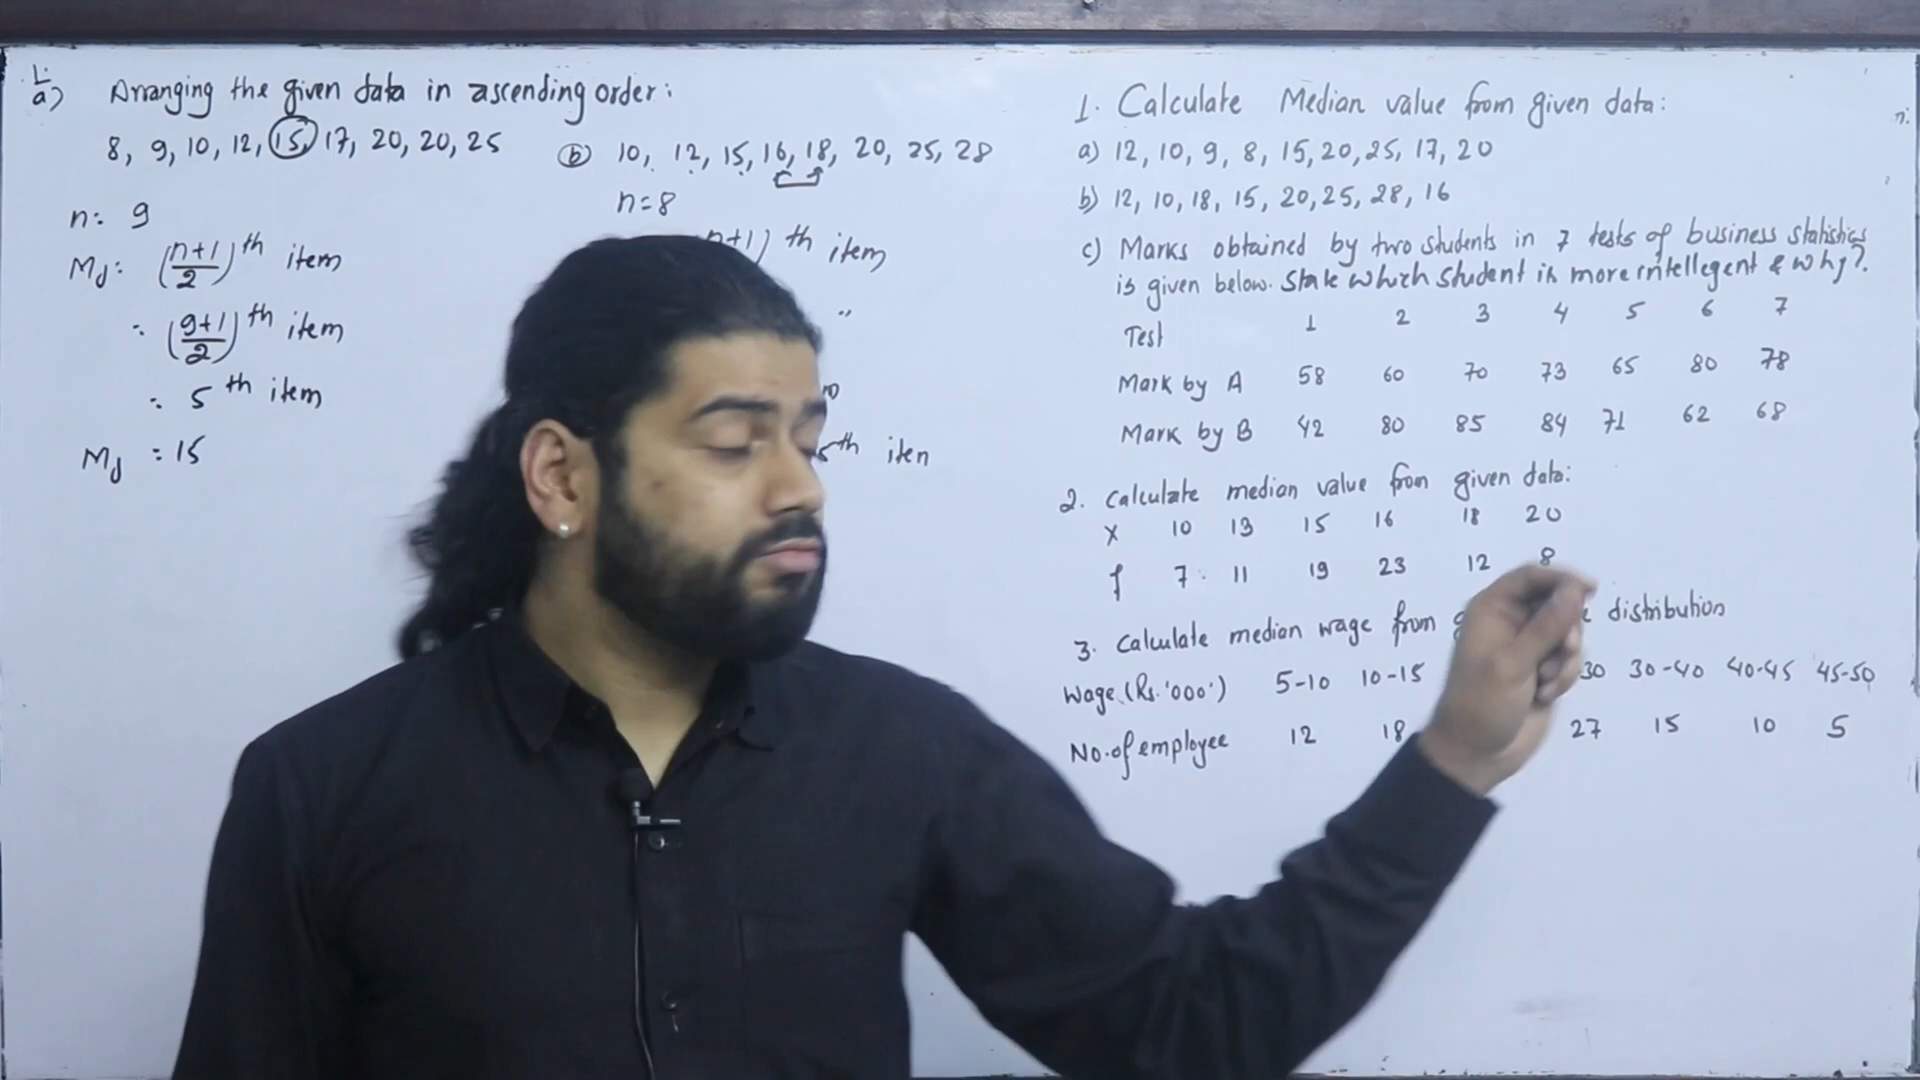 1.
a) Arranging the given data in ascending order:
8, 9, 10, 12, 15, 17, 20, 20, 25
n = 9
Md = (n+1/2)th item
= (9+1/2)th item
= 5th item
Md = 15
b) 10, 12, 15, 16, 18, 20, 25, 28
n = 8
n+1) th item
"
5th item
1. Calculate Median value from given data:
a) 12, 10, 9, 8, 15, 20, 25, 17, 20
b) 12, 10, 18, 15, 20, 25, 28, 16
c) Marks obtained by two students in 7 tests of business statistics
is given below. State which student is more intellegent & why?.
Test 1 2 3 4 5 6 7
Mark by A 58 60 70 73 65 80 78
Mark by B 42 80 85 84 71 62 68
2. Calculate median value from given data:
X 10 13 15 16 18 20
f 7 11 19 23 12 8
3. Calculate median wage from distribution
Wage (Rs. '000') 5-10 10-15 30 30-40 40-45 45-50
No. of employee 12 18 27 15 10 5